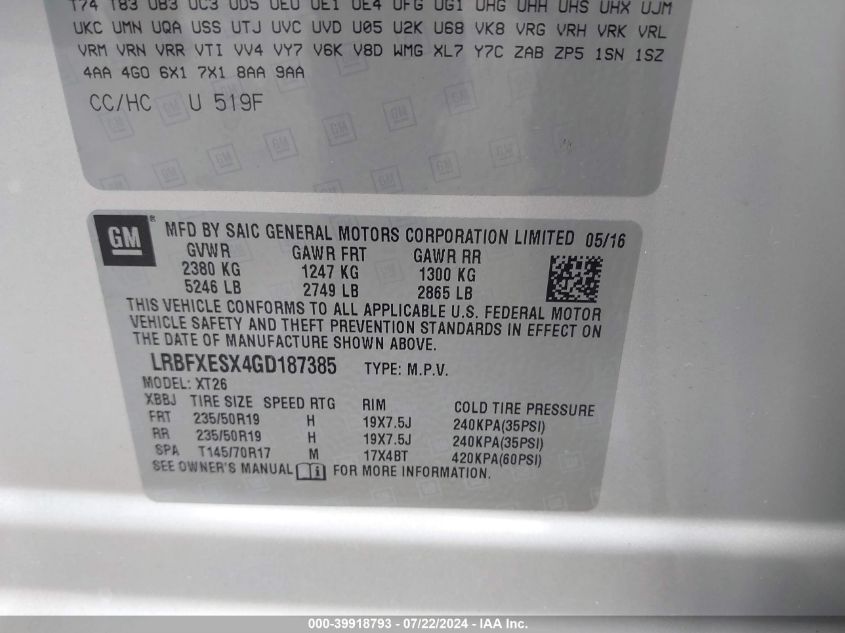 T74 T83 UB3 UC3 UD5 UE0 UE1 UE4 UFG UG1 UHG UHH UHS UHX UJM
UKC UMN UQA USS UTJ UVC UVD U05 U2K U68 VK8 VRG VRH VRK VRL
VRM VRN VRR VTI VV4 VY7 V6K V8D WMG XL7 Y7C ZAB ZP5 1SN 1SZ
4AA 4G0 6X1 7X1 8AA 9AA
CC/HC U 519F
GM ® MFD BY SAIC GENERAL MOTORS CORPORATION LIMITED 05/16
GVWR GAWR FRT GAWR RR
2380 KG 1247 KG 1300 KG
5246 LB 2749 LB 2865 LB
THIS VEHICLE CONFORMS TO ALL APPLICABLE U.S. FEDERAL MOTOR
VEHICLE SAFETY AND THEFT PREVENTION STANDARDS IN EFFECT ON
THE DATE OF MANUFACTURE SHOWN ABOVE.
LRBFXESX4GD187385 TYPE: M.P.V.
MODEL: XT26
XBBJ TIRE SIZE SPEED RTG RIM COLD TIRE PRESSURE
FRT 235/50R19 H 19X7.5J 240KPA(35PSI)
RR 235/50R19 H 19X7.5J 240KPA(35PSI)
SPA T145/70R17 M 17X4BT 420KPA(60PSI)
SEE OWNER'S MANUAL FOR MORE INFORMATION.
000-39918793 - 07/22/2024 - IAA Inc.